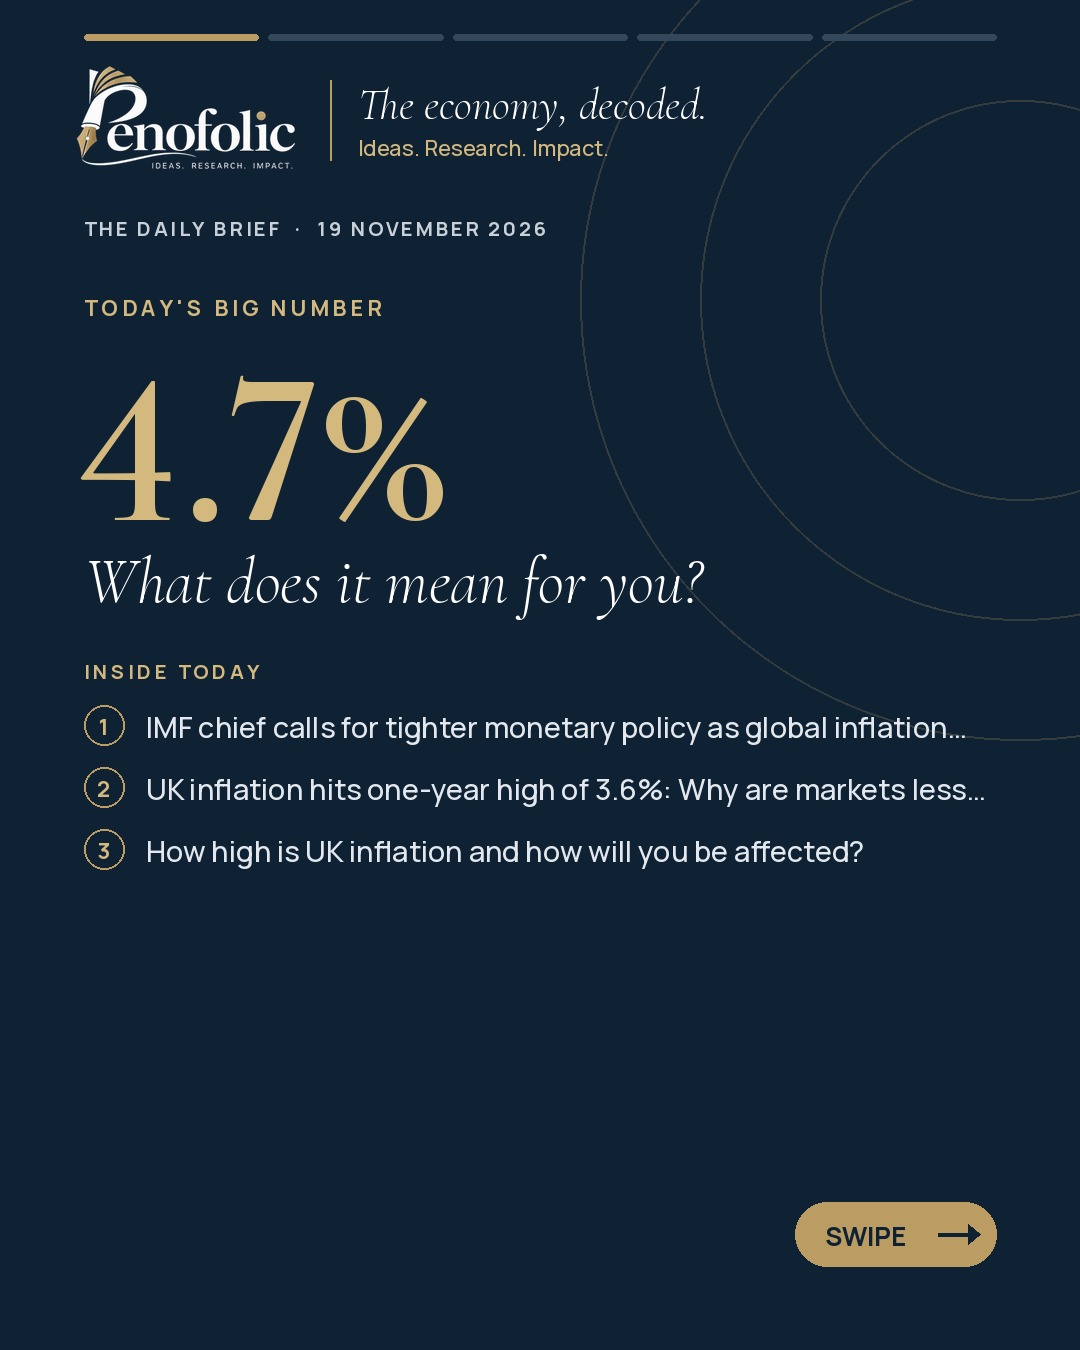 Penofolic
IDEAS. RESEARCH. IMPACT.
The economy, decoded.
Ideas. Research. Impact.
THE DAILY BRIEF · 19 NOVEMBER 2026
TODAY'S BIG NUMBER
4.7%
What does it mean for you?
INSIDE TODAY
1 IMF chief calls for tighter monetary policy as global inflation...
2 UK inflation hits one-year high of 3.6%: Why are markets less...
3 How high is UK inflation and how will you be affected?
SWIPE